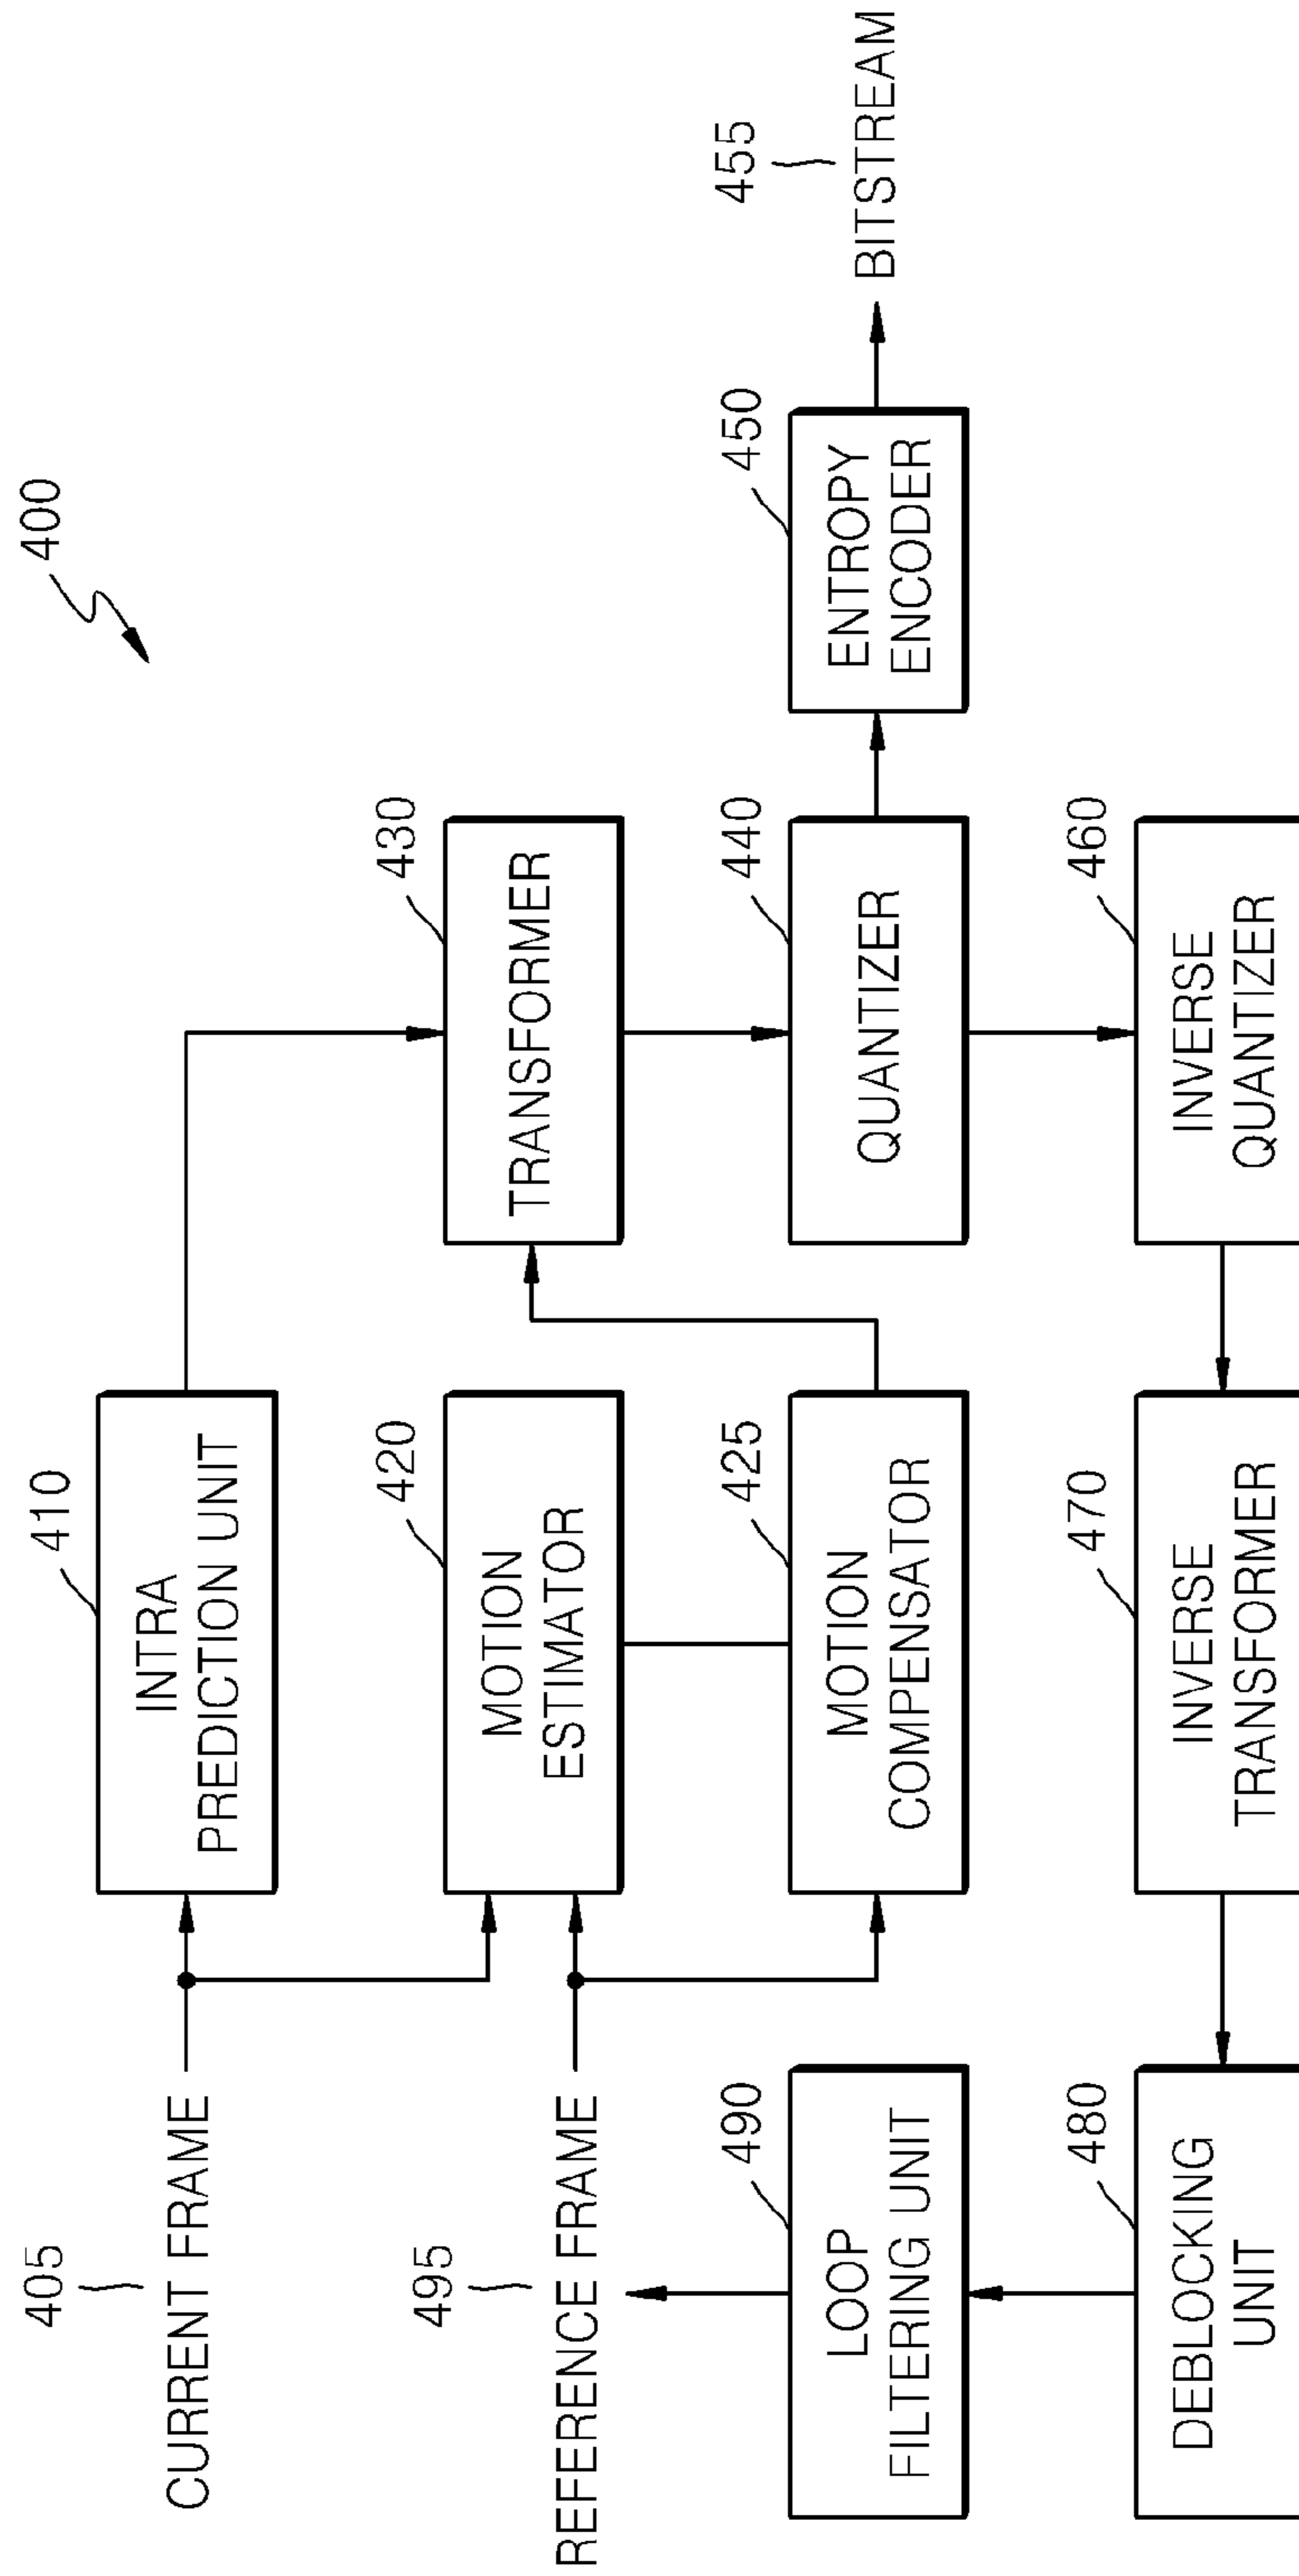 400
405
CURRENT FRAME
410
INTRA
PREDICTION UNIT
495
REFERENCE FRAME
420
MOTION
ESTIMATOR
430
TRANSFORMER
490
LOOP
FILTERING UNIT
425
MOTION
COMPENSATOR
440
QUANTIZER
450
ENTROPY
ENCODER
455
BITSTREAM
480
DEBLOCKING
UNIT
470
INVERSE
TRANSFORMER
460
INVERSE
QUANTIZER